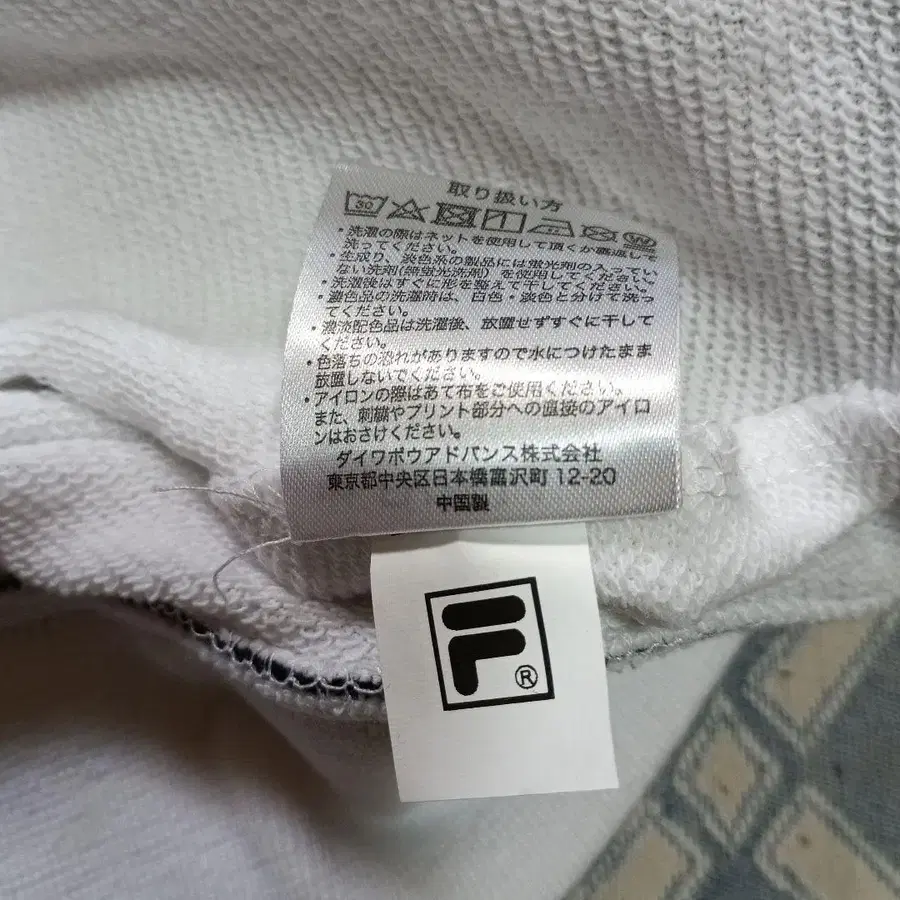 取り扱い方
30
・洗濯の際はネットを使用して頂くか裏返して
洗ってください。
・生成り、淡色系の製品には蛍光剤の入ってい
ない洗剤(無蛍光洗剤)を使用してください。
・洗濯後はすぐに形を整えて干してください。
・濃色品の洗濯時は、白色・淡色と分けて洗っ
てください。
・濃淡配色品は洗濯後、放置せずすぐに干して
ください。
・色落ちの恐れがありますので水につけたまま
放置しないでください。
・アイロンの際はあて布をご使用ください。
また、刺繍やプリント部分への直接のアイロ
ンはおさけください。
ダイワボウアドバンス株式会社
東京都中央区日本橋富沢町 12-20
中国製
F
®